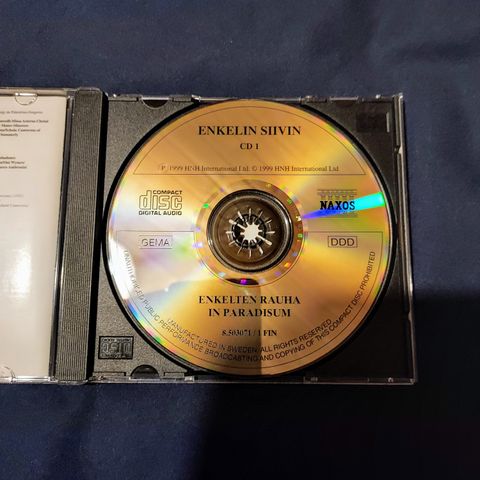 ENKELIN SIIVIN
CD 1
℗ 1999 HNH International Ltd. © 1999 HNH International Ltd
COMPACT
disc
DIGITAL AUDIO
NAXOS
GEMA
DDD
ENKELTEN RAUHA
IN PARADISUM
8.503071 / 1 FIN
MANUFACTURED IN SWEDEN. ALL RIGHTS RESERVED
UNAUTHORISED PUBLIC PERFORMANCE BROADCASTING AND COPYING OF THIS COMPACT DISC PROHIBITED